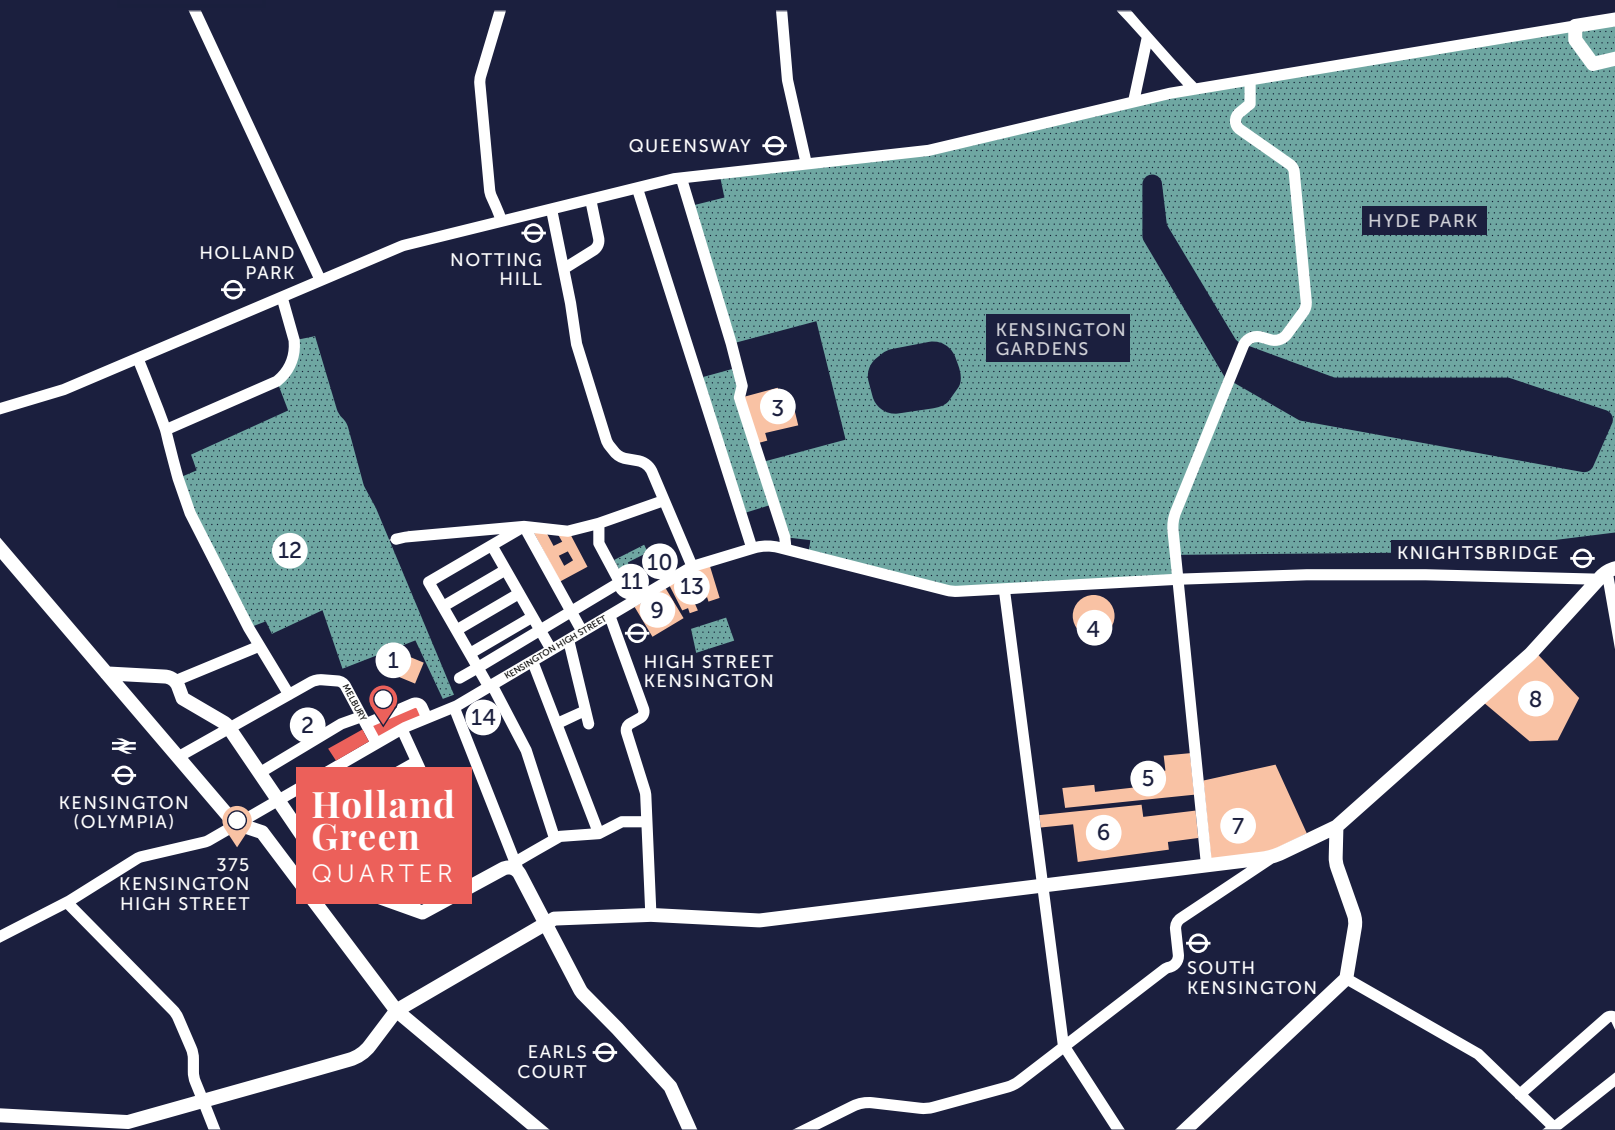 QUEENSWAY
HYDE PARK
HOLLAND
PARK
NOTTING
HILL
KENSINGTON
GARDENS
3
12
KNIGHTSBRIDGE
10
11
13
9
4
KENSINGTON HIGH STREET
1
HIGH STREET
KENSINGTON
MELBURY
2
14
8
KENSINGTON
(OLYMPIA)
5
6
7
Holland
Green
QUARTER
375
KENSINGTON
HIGH STREET
SOUTH
KENSINGTON
EARLS
COURT